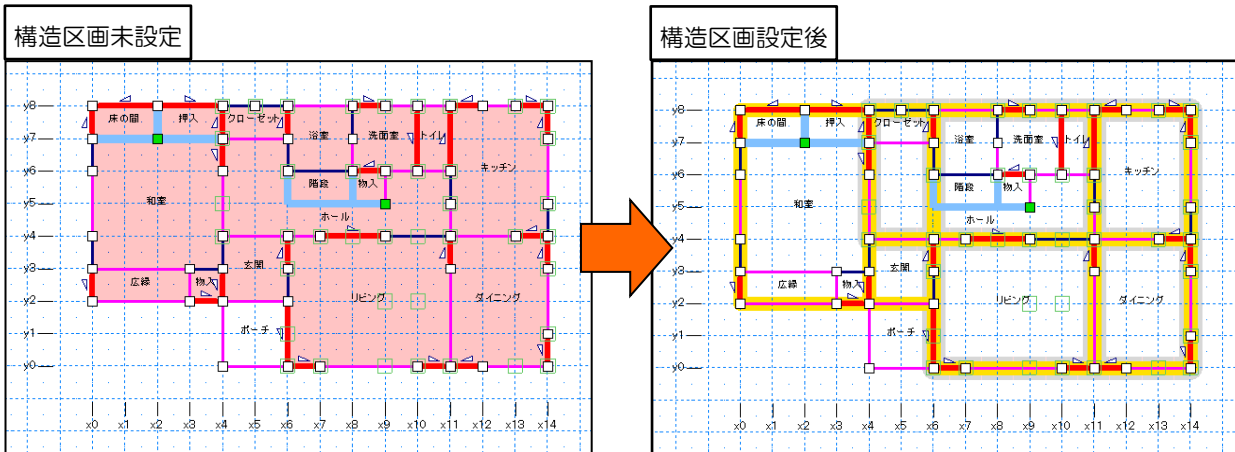 構造区画未設定
y8
y7
y6
y5
y4
y3
y2
y1
y0
床の間
押入
クローゼット
浴室
洗面室
トイレ
キッチン
階段
物入
和室
ホール
玄関
広縁
物入
リビング
ダイニング
ポーチ
x0 x1 x2 x3 x4 x5 x6 x7 x8 x9 x10 x11 x12 x13 x14
構造区画設定後
y8
y7
y6
y5
y4
y3
y2
y1
y0
床の間
押入
クローゼット
浴室
洗面室
トイレ
キッチン
階段
物入
和室
ホール
玄関
広縁
物入
リビング
ダイニング
ポーチ
x0 x1 x2 x3 x4 x5 x6 x7 x8 x9 x10 x11 x12 x13 x14